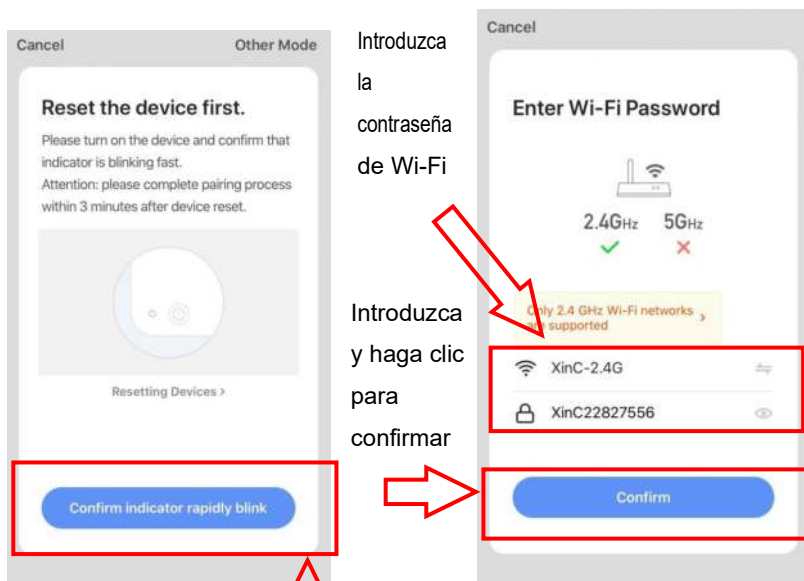 Cancel
Other Mode
Reset the device first.
Please turn on the device and confirm that
indicator is blinking fast.
Attention: please complete pairing process
within 3 minutes after device reset.
Resetting Devices >
Confirm indicator rapidly blink
Introduzca
la
contraseña
de Wi-Fi
Introduzca
y haga clic
para
confirmar
Cancel
Enter Wi-Fi Password
2.4GHz 5GHz
Only 2.4 GHz Wi-Fi networks >
are supported
XinC-2.4G
XinC22827556
Confirm